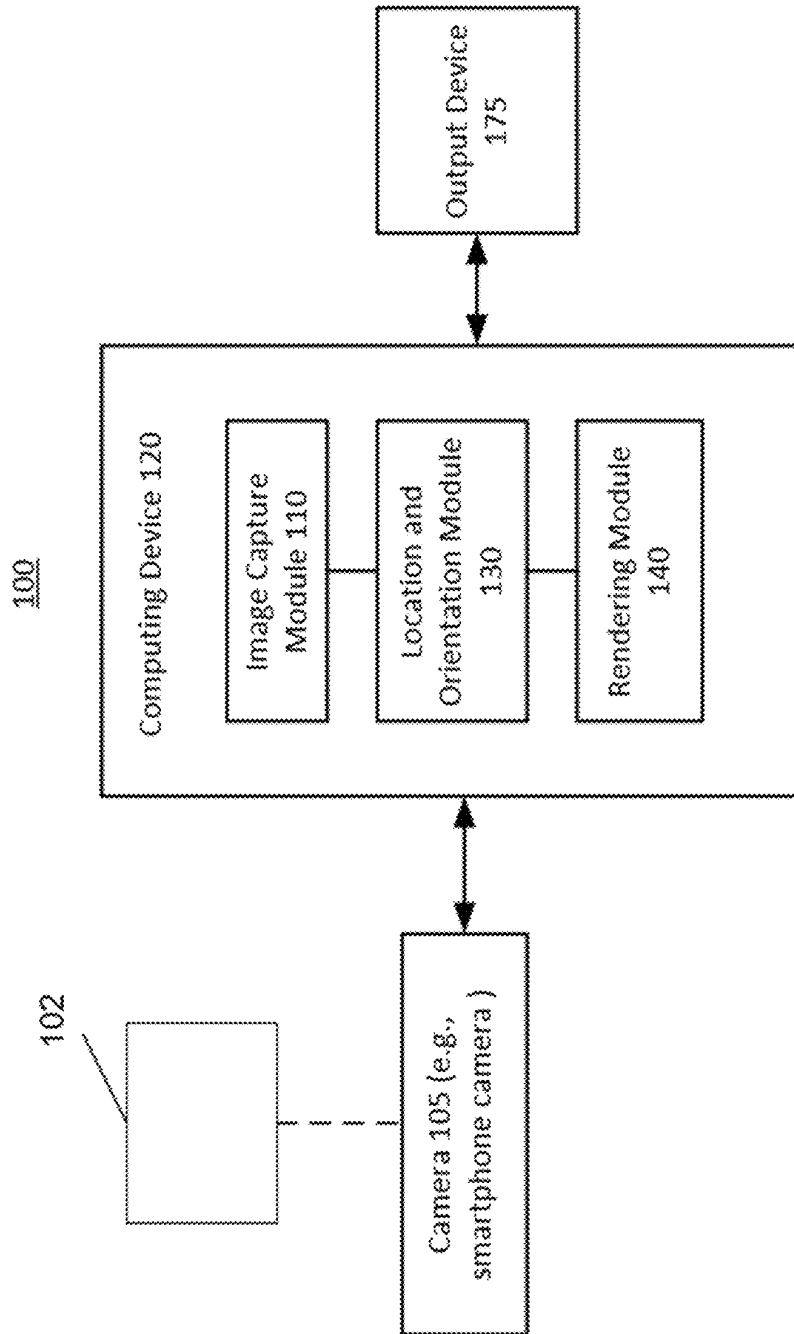 100
102
Camera 105 (e.g.,
smartphone camera )
Computing Device 120
Image Capture
Module 110
Location and
Orientation Module
130
Rendering Module
140
Output Device
175